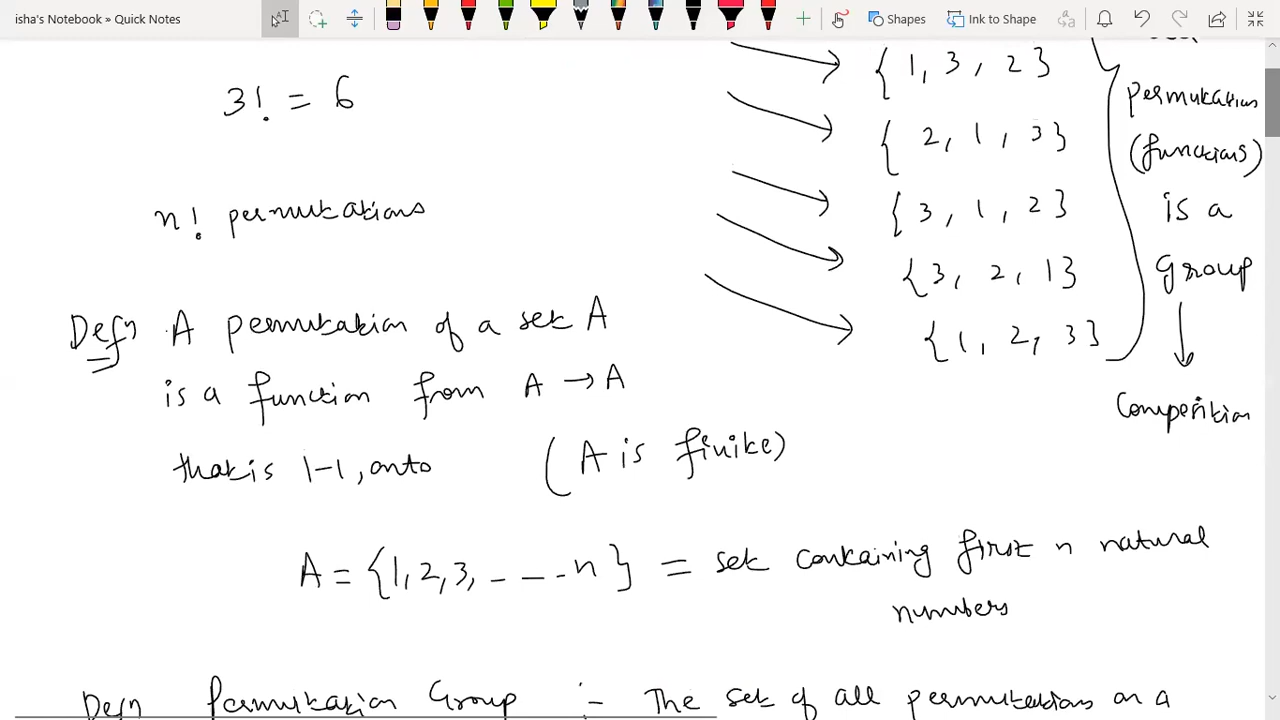 isha's Notebook » Quick Notes
Shapes
Ink to Shape
3! = 6
n! permutations
Defn A permutation of a set A
is a function from A → A
that is 1-1, onto (A is finite)
{1, 3, 2}
{2, 1, 3}
{3, 1, 2}
{3, 2, 1}
{1, 2, 3}
permutations
(functions)
is a
group
Composition
A = {1, 2, 3, - - - n} = set containing first n natural
numbers
Defn Permutation Group :- The set of all permutations on a